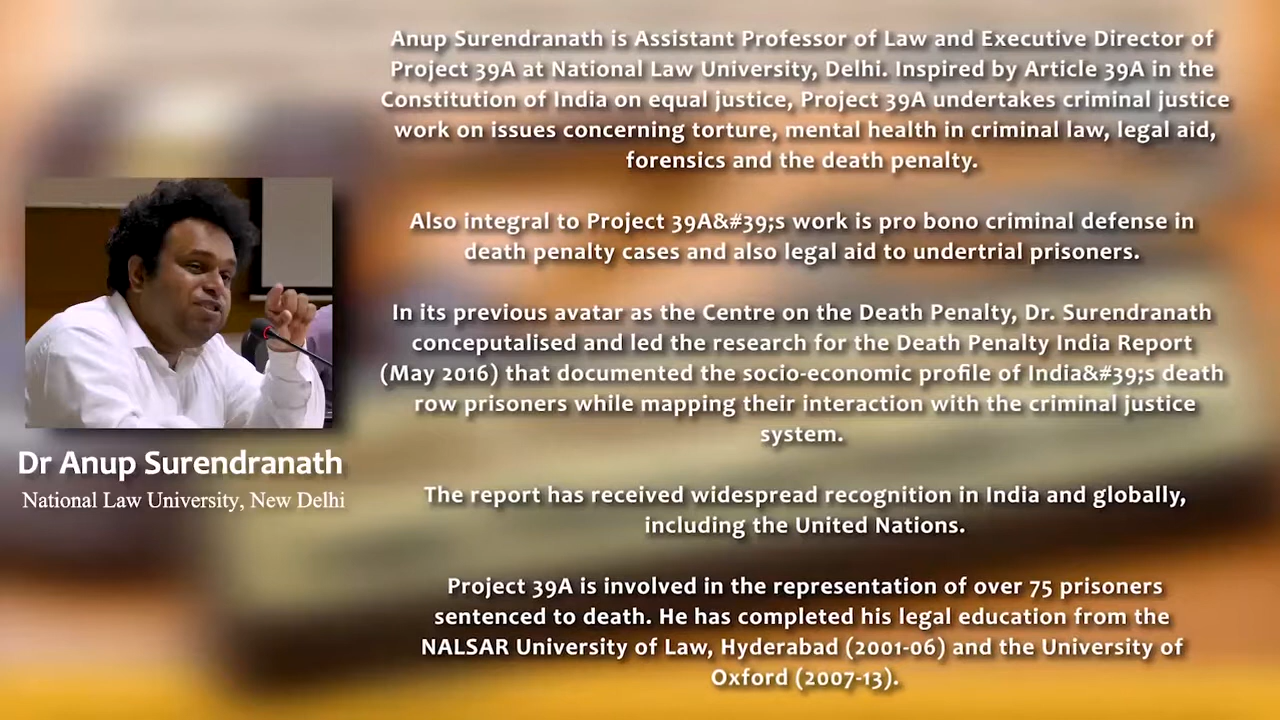 Anup Surendranath is Assistant Professor of Law and Executive Director of
Project 39A at National Law University, Delhi. Inspired by Article 39A in the
Constitution of India on equal justice, Project 39A undertakes criminal justice
work on issues concerning torture, mental health in criminal law, legal aid,
forensics and the death penalty.
Also integral to Project 39A&#39;s work is pro bono criminal defense in
death penalty cases and also legal aid to undertrial prisoners.
In its previous avatar as the Centre on the Death Penalty, Dr. Surendranath
conceputalised and led the research for the Death Penalty India Report
(May 2016) that documented the socio-economic profile of India&#39;s death
row prisoners while mapping their interaction with the criminal justice
system.
The report has received widespread recognition in India and globally,
including the United Nations.
Project 39A is involved in the representation of over 75 prisoners
sentenced to death. He has completed his legal education from the
NALSAR University of Law, Hyderabad (2001-06) and the University of
Oxford (2007-13).
Dr Anup Surendranath
National Law University, New Delhi